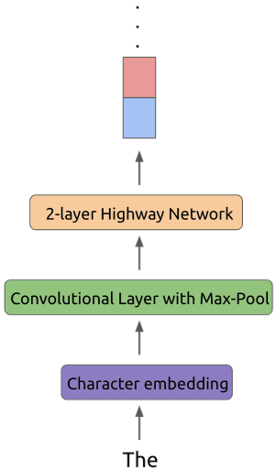 2-layer Highway Network
Convolutional Layer with Max-Pool
Character embedding
The